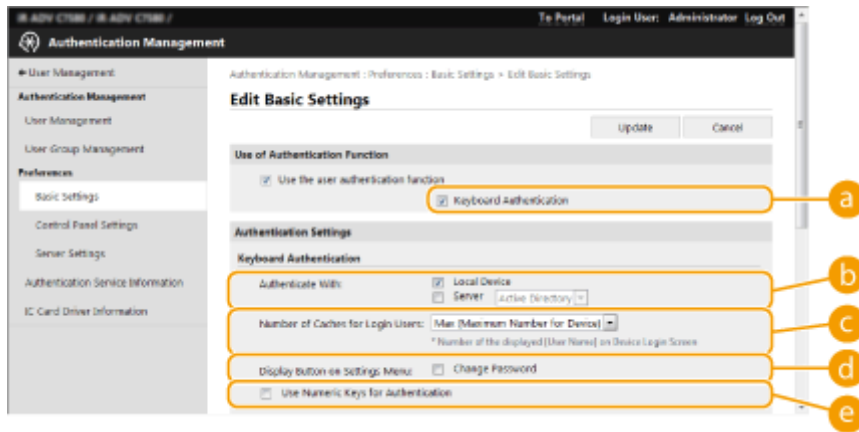 iR-ADV C7580 / iR-ADV C7580 /
To Portal Login User: Administrator Log Out
Authentication Management
User Management
Authentication Management : Preferences : Basic Settings > Edit Basic Settings
Authentication Management
Edit Basic Settings
User Management
Update Cancel
User Group Management
Use of Authentication Function
Preferences
Use the user authentication function
Basic Settings
Keyboard Authentication
a
Control Panel Settings
Authentication Settings
Server Settings
Keyboard Authentication
Authentication Service Information
Authenticate With: Local Device
b
Server Active Directory
IC Card Driver Information
Number of Caches for Login Users: Max (Maximum Number for Device)
c
* Number of the displayed [User Name] on Device Login Screen
Display Button on Settings Menu: Change Password
d
Use Numeric Keys for Authentication
e